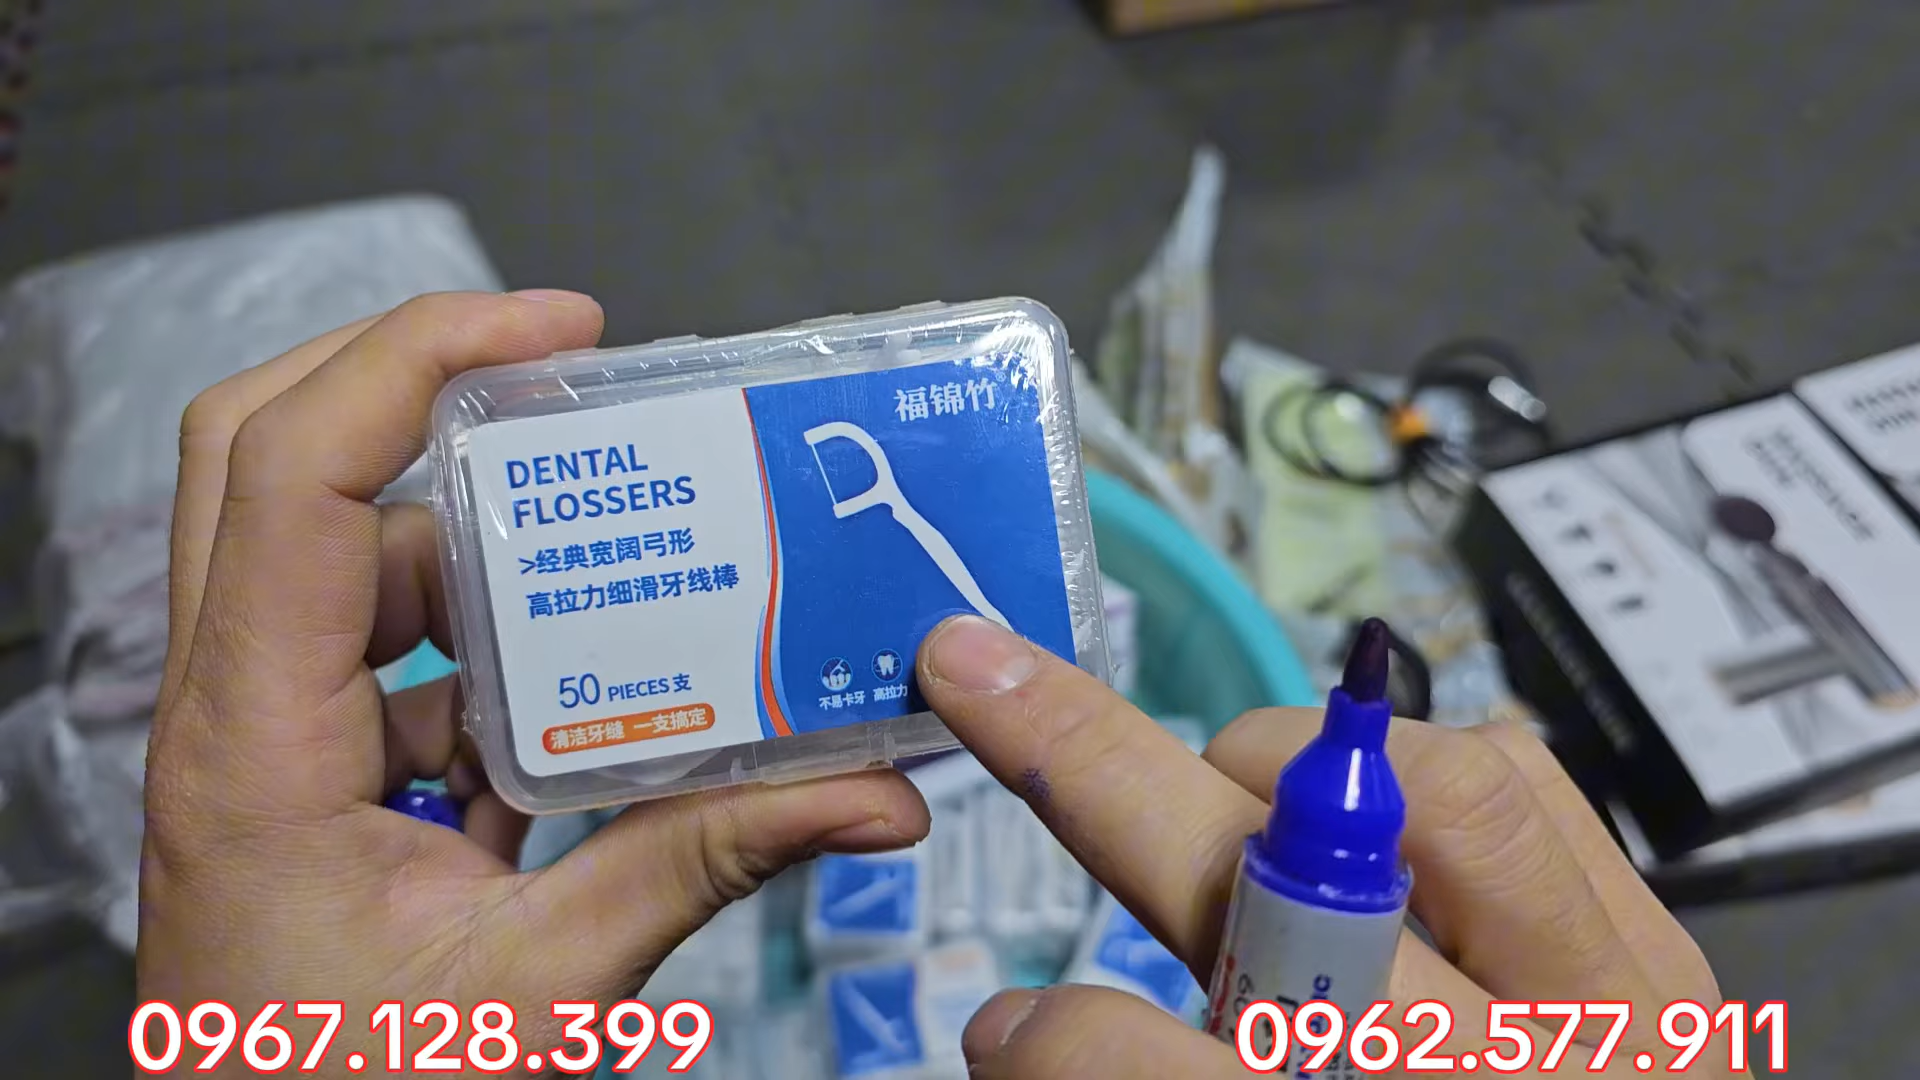 福锦竹®
DENTAL
FLOSSERS
>经典宽阔弓形
高拉力细滑牙线棒
50 PIECES 支
清洁牙缝 一支搞定
不易卡牙 高拉力
0967.128.399
0962.577.911